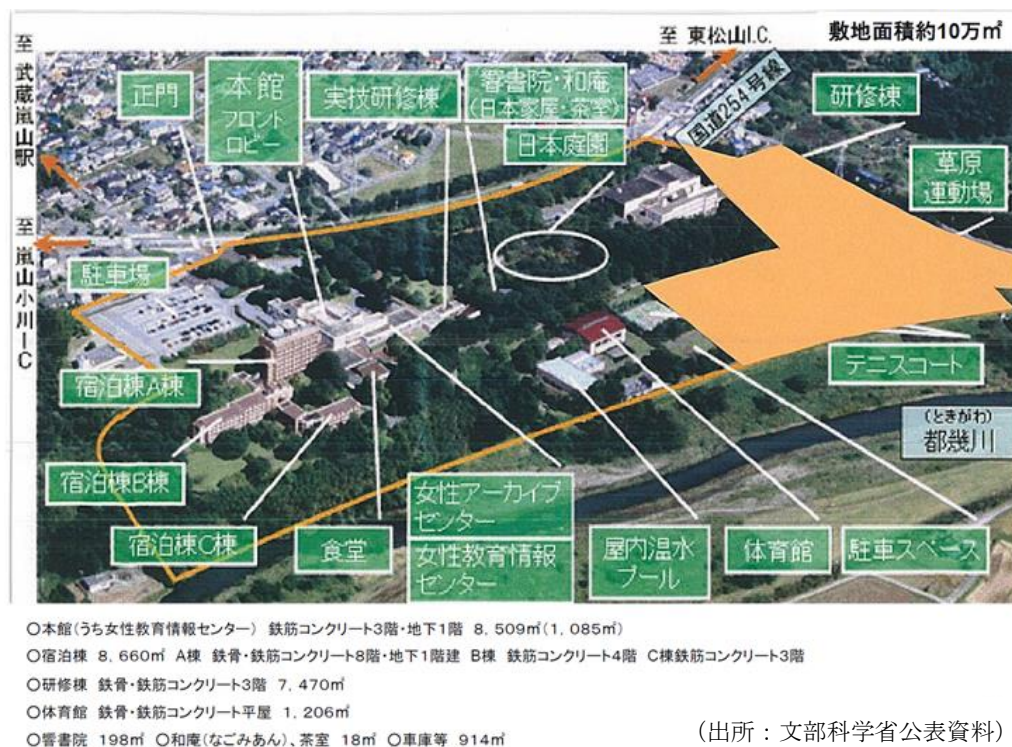 至 東松山I.C.
敷地面積約10万㎡
至 武蔵嵐山駅
正門
本館
フロント
ロビー
実技研修棟
響書院・和庵
(日本家屋・茶室)
日本庭園
国道254号線
研修棟
草原
運動場
至 嵐山小川IC
駐車場
宿泊棟A棟
テニスコート
(ときがわ)
都幾川
宿泊棟B棟
宿泊棟C棟
食堂
女性アーカイブ
センター
女性教育情報
センター
屋内温水
プール
体育館
駐車スペース
○本館(うち女性教育情報センター) 鉄筋コンクリート3階・地下1階 8,509㎡(1,085㎡)
○宿泊棟 8,660㎡ A棟 鉄骨・鉄筋コンクリート8階・地下1階建 B棟 鉄筋コンクリート4階 C棟鉄筋コンクリート3階
○研修棟 鉄骨・鉄筋コンクリート3階 7,470㎡
○体育館 鉄骨・鉄筋コンクリート平屋 1,206㎡
○響書院 198㎡ ○和庵(なごみあん)、茶室 18㎡ ○車庫等 914㎡
(出所：文部科学省公表資料)